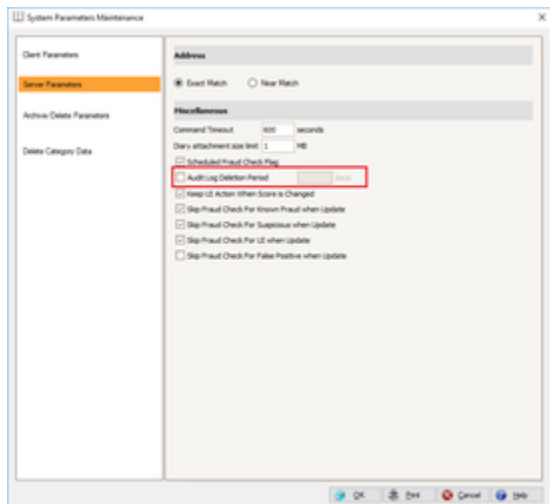 System Parameters Maintenance
Client Parameters
Server Parameters
Archive/Delete Parameters
Delete Category Data
Address
Exact Match
Near Match
Miscellaneous
Command Timeout 600 seconds
Diary attachment size limit 1 MB
Scheduled Fraud Check Flag
Audit Log Deletion Period
Keep UI Action When Score is Changed
Skip Fraud Check For Known Fraud when Update
Skip Fraud Check For Suspicious when Update
Skip Fraud Check For UI when Update
Skip Fraud Check For False Positive when Update
OK Print Cancel Help